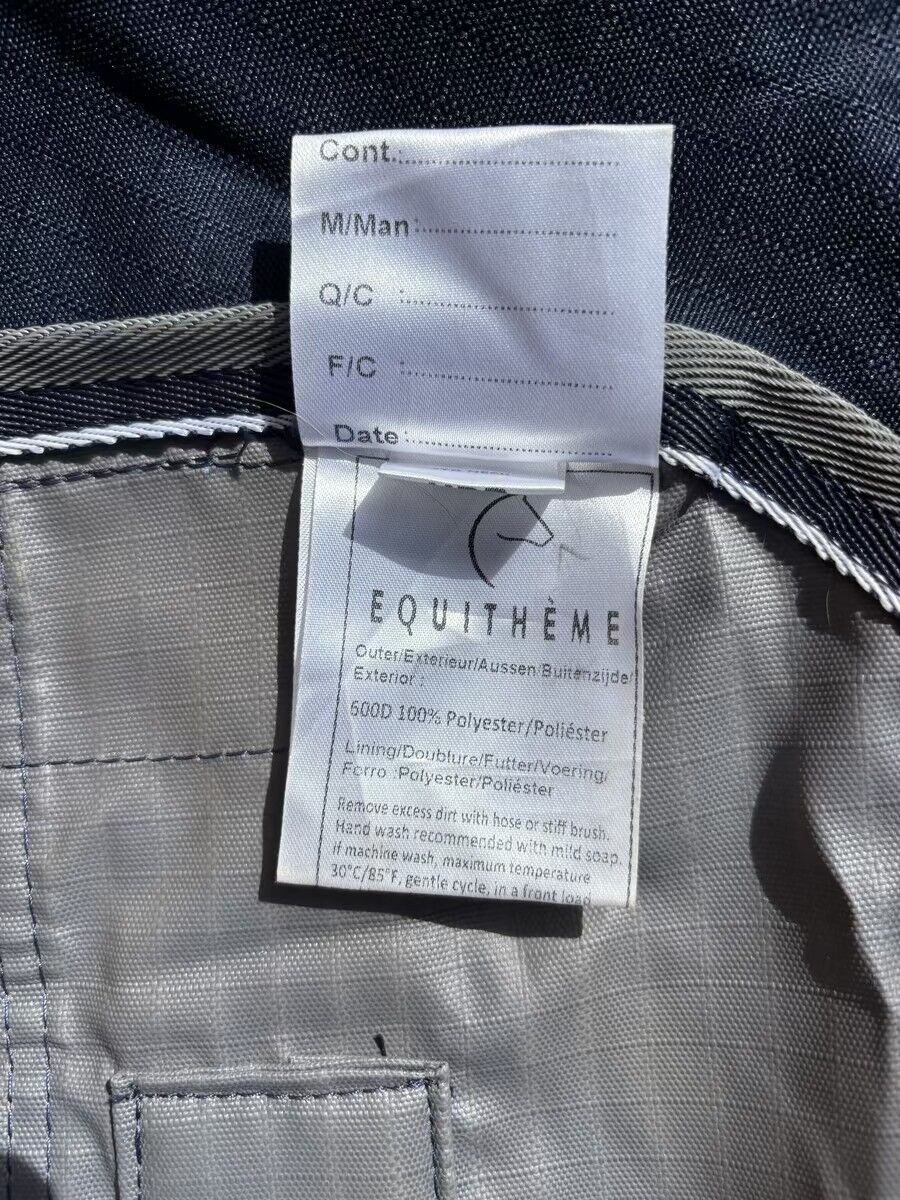 Cont.:
M/Man:
Q/C :
F/C :
Date:
EQUITHÈME
Outer/Exterieur/Aussen/Buitenzijde/
Exterior :
600D 100% Polyester/Poliéster
Lining/Doublure/Futter/Voering/
Forro :Polyester/Poliéster
Remove excess dirt with hose or stiff brush.
Hand wash recommended with mild soap.
if machine wash, maximum temperature
30°C/85°F, gentle cycle, in a front load